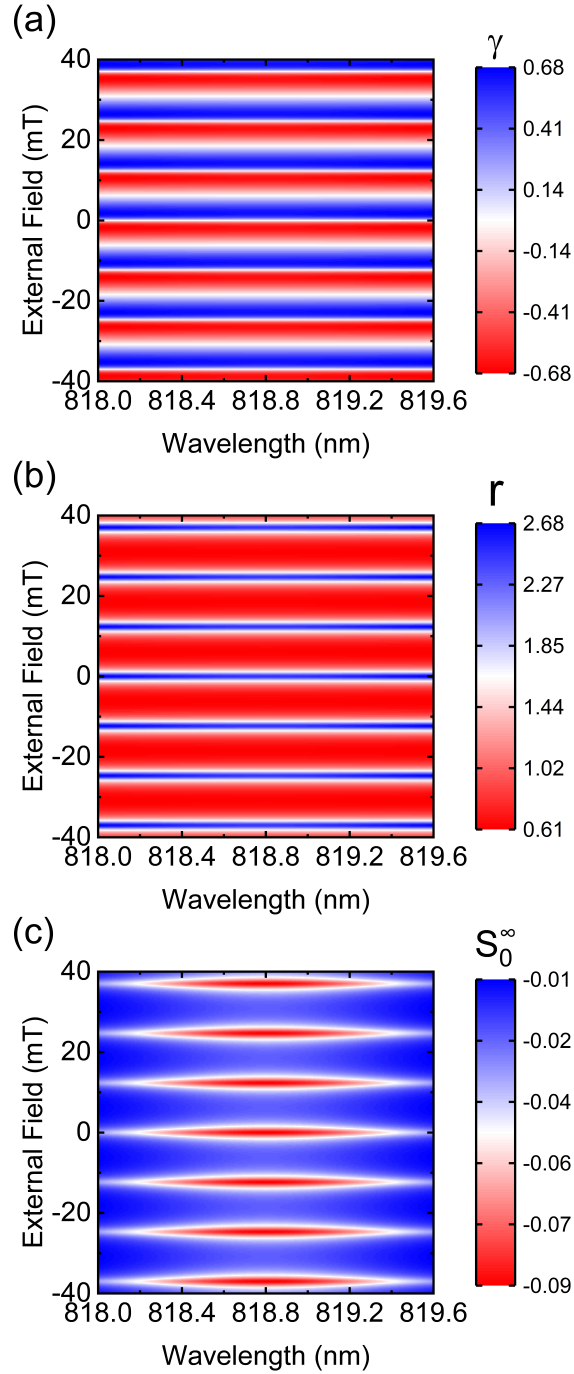 (a)
γ
40
20
0
-20
-40
External Field (mT)
818.0 818.4 818.8 819.2 819.6
Wavelength (nm)
0.68
0.41
0.14
-0.14
-0.41
-0.68
(b)
r
40
20
0
-20
-40
External Field (mT)
818.0 818.4 818.8 819.2 819.6
Wavelength (nm)
2.68
2.27
1.85
1.44
1.02
0.61
(c)
S₀^∞
40
20
0
-20
-40
External Field (mT)
818.0 818.4 818.8 819.2 819.6
Wavelength (nm)
-0.01
-0.02
-0.04
-0.06
-0.07
-0.09